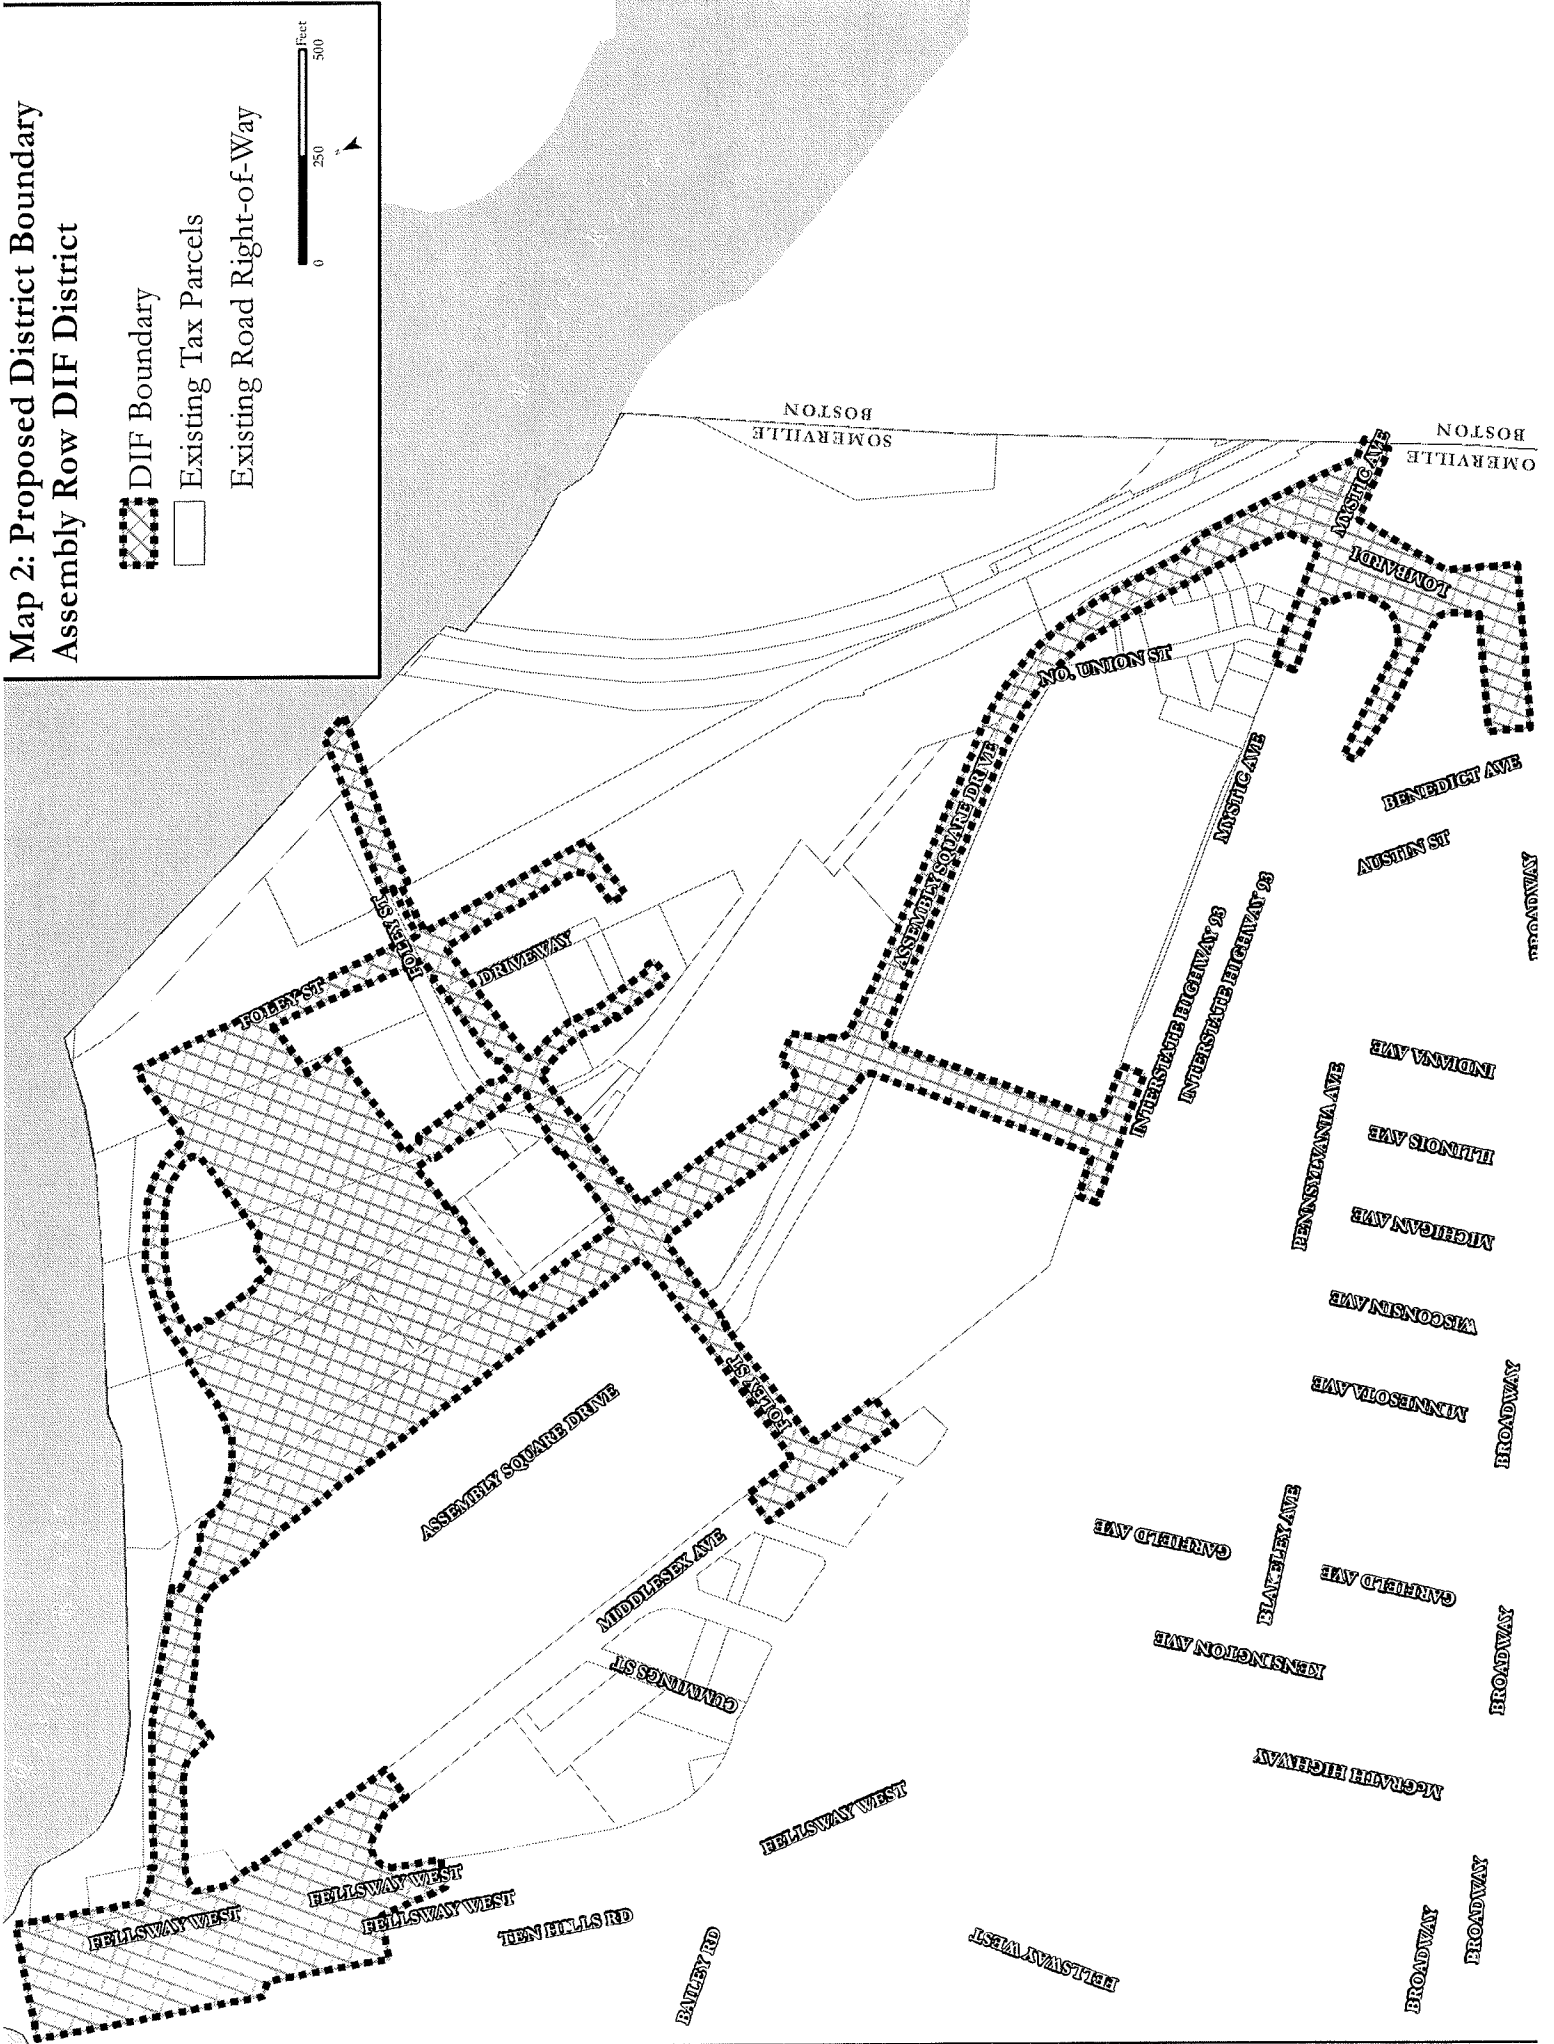 Map 2: Proposed District Boundary
Assembly Row DIF District
DIF Boundary
Existing Tax Parcels
Existing Road Right-of-Way
0 250 500 Feet
N
FELLSWAY WEST
FELLSWAY WEST
FELLSWAY WEST
TEN HILLS RD
BAILEY RD
FELLSWAY WEST
FELLSWAY WEST
CUMMINGS ST
MIDDLESEX AVE
ASSEMBLY SQUARE DRIVE
FOLEY ST
FOLEY ST
FOLEY ST
DRIVEWAY
ASSEMBLY SQUARE DRIVE
NO. UNION ST
SOMERVILLE
BOSTON
MYSTIC AVE
LOMBARDI
OMERVILLE
BOSTON
MYSTIC AVE
BENEDICT AVE
AUSTIN ST
BROADWAY
INTERSTATE HIGHWAY 93
INTERSTATE HIGHWAY 93
PENNSYLVANIA AVE
INDIANA AVE
ILLINOIS AVE
MICHIGAN AVE
WISCONSIN AVE
MINNESOTA AVE
BROADWAY
GARFIELD AVE
BLAKELEY AVE
GARFIELD AVE
KENSINGTON AVE
BROADWAY
McGRATH HIGHWAY
BROADWAY
BROADWAY